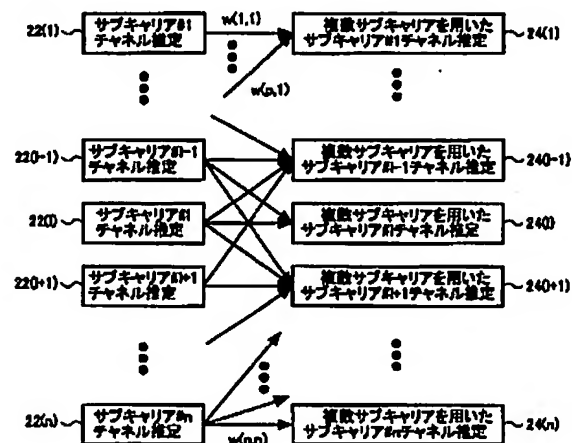 22(1) サブキャリア#1 チャネル推定 w(1,1) 複数サブキャリアを用いた サブキャリア#1チャネル推定 24(1)
w(p,1)
22(i-1) サブキャリア#i-1 チャネル推定 複数サブキャリアを用いた サブキャリア#i-1チャネル推定 24(i-1)
22(i) サブキャリア#i チャネル推定 複数サブキャリアを用いた サブキャリア#iチャネル推定 24(i)
22(i+1) サブキャリア#i+1 チャネル推定 複数サブキャリアを用いた サブキャリア#i+1チャネル推定 24(i+1)
22(n) サブキャリア#n チャネル推定 w(n,n) 複数サブキャリアを用いた サブキャリア#nチャネル推定 24(n)